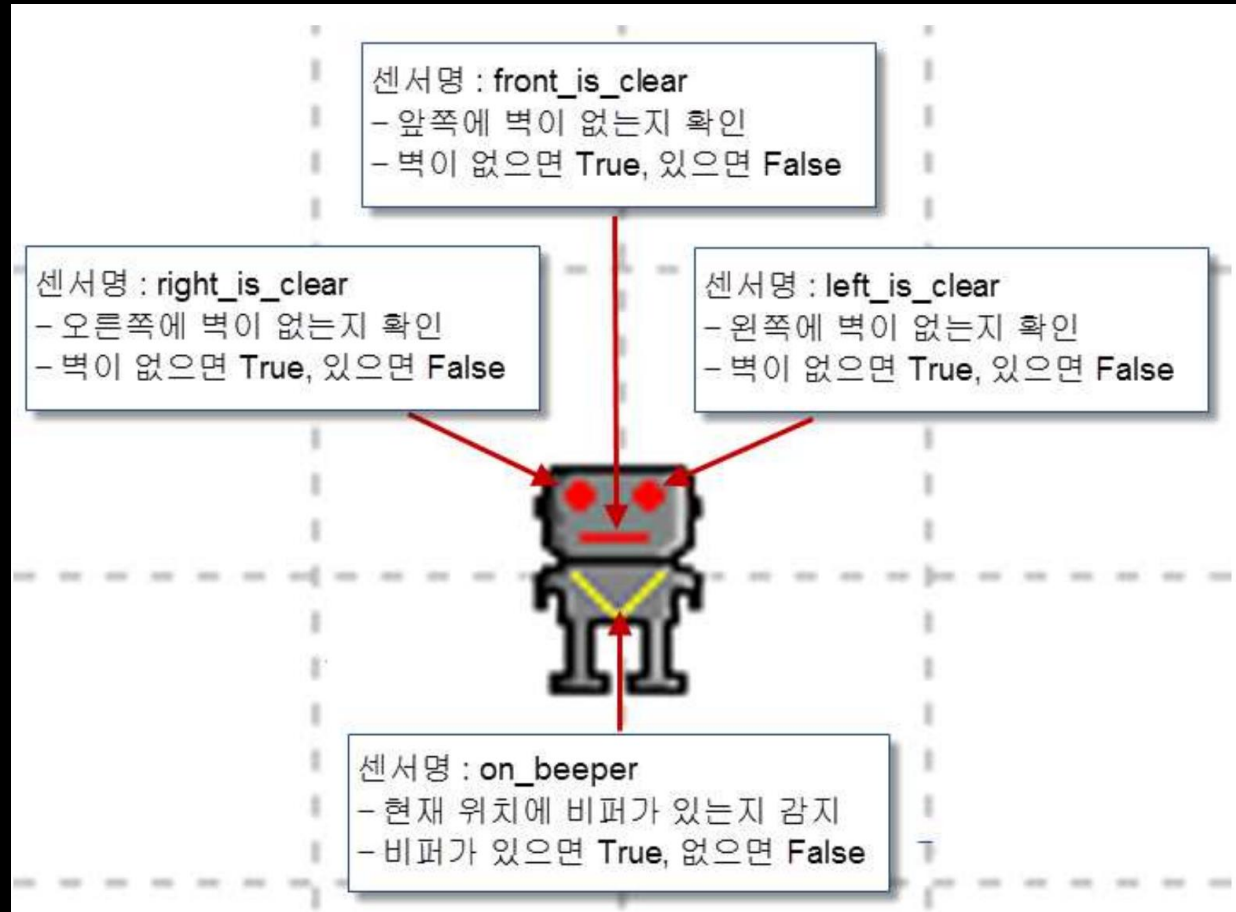 센서명 : front_is_clear
– 앞쪽에 벽이 없는지 확인
– 벽이 없으면 True, 있으면 False
센서명 : right_is_clear
– 오른쪽에 벽이 없는지 확인
– 벽이 없으면 True, 있으면 False
센서명 : left_is_clear
– 왼쪽에 벽이 없는지 확인
– 벽이 없으면 True, 있으면 False
센서명 : on_beeper
– 현재 위치에 비퍼가 있는지 감지
– 비퍼가 있으면 True, 없으면 False